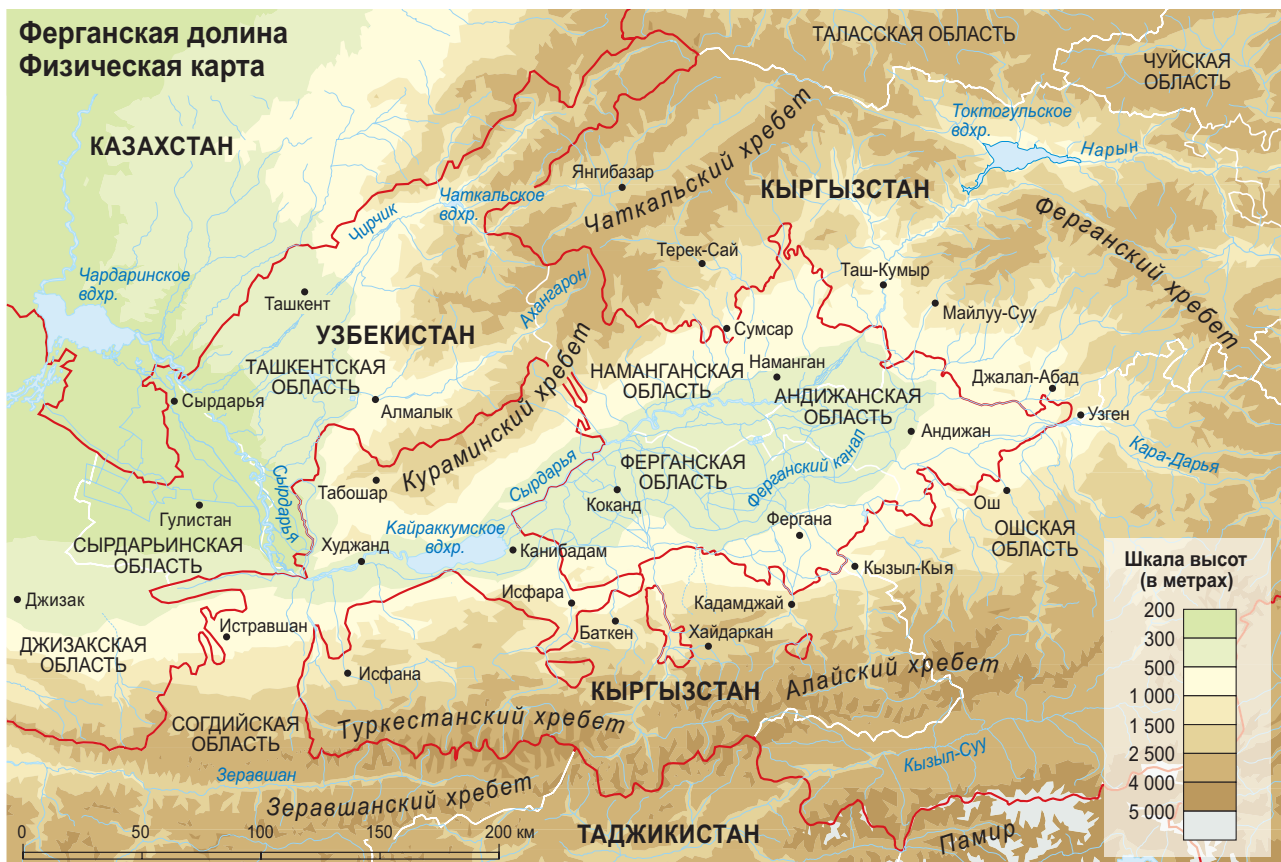 Ферганская долина
Физическая карта
ТАЛАССКАЯ ОБЛАСТЬ
ЧУЙСКАЯ
ОБЛАСТЬ
КАЗАХСТАН
Токтогульское
вдхр.
Нарын
Янгибазар
Чаткальский хребет
КЫРГЫЗСТАН
Чаткальское
вдхр.
Чирчик
Ферганский хребет
Терек-Сай
Таш-Кумыр
Чардаринское
вдхр.
Ташкент
Ахангарон
Майлуу-Суу
УЗБЕКИСТАН
Сумсар
ТАШКЕНТСКАЯ
ОБЛАСТЬ
НАМАНГАНСКАЯ
ОБЛАСТЬ
Наманган
Джалал-Абад
АНДИЖАНСКАЯ
ОБЛАСТЬ
Сырдарья
Алмалык
Узген
Кураминский хребет
Андижан
Кара-Дарья
Сырдарья
Табошар
Сырдарья
ФЕРГАНСКАЯ
ОБЛАСТЬ
Ферганский канал
Коканд
Ош
Гулистан
Кайраккумское
вдхр.
Фергана
ОШСКАЯ
ОБЛАСТЬ
СЫРДАРЬИНСКАЯ
ОБЛАСТЬ
Худжанд
Канибадам
Кызыл-Кыя
Джизак
Исфара
Кадамджай
Истравшан
Баткен
Хайдаркан
ДЖИЗАКСКАЯ
ОБЛАСТЬ
Исфана
КЫРГЫЗСТАН
Алайский хребет
СОГДИЙСКАЯ
ОБЛАСТЬ
Туркестанский хребет
Зеравшан
Кызыл-Суу
Зеравшанский хребет
ТАДЖИКИСТАН
Памир
Шкала высот
(в метрах)
200
300
500
1 000
1 500
2 500
4 000
5 000
0 50 100 150 200 км